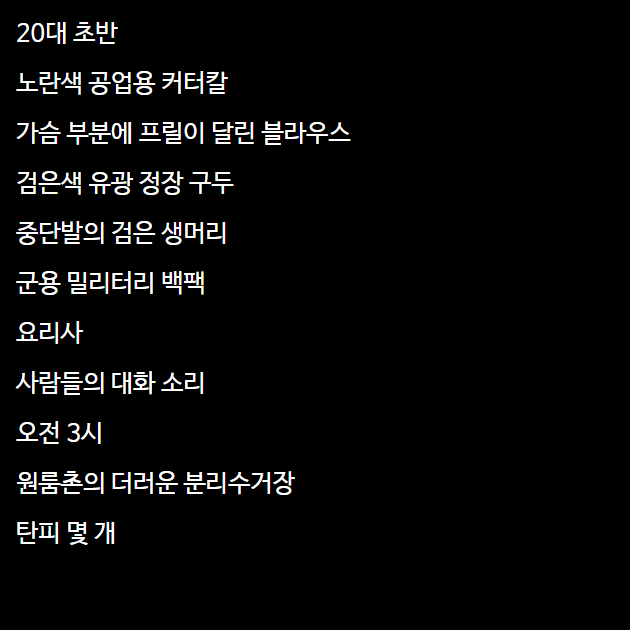 20대 초반
노란색 공업용 커터칼
가슴 부분에 프릴이 달린 블라우스
검은색 유광 정장 구두
중단발의 검은 생머리
군용 밀리터리 백팩
요리사
사람들의 대화 소리
오전 3시
원룸촌의 더러운 분리수거장
탄피 몇 개